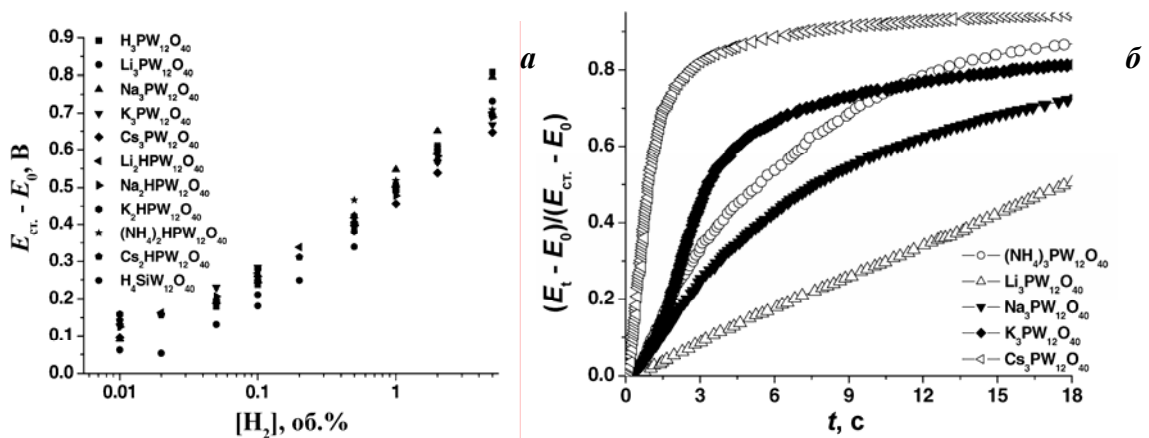 а
E_ст. - E_0, В
0.9
0.8
0.7
0.6
0.5
0.4
0.3
0.2
0.1
0.0
H₃PW₁₂O₄₀
Li₃PW₁₂O₄₀
Na₃PW₁₂O₄₀
K₃PW₁₂O₄₀
Cs₃PW₁₂O₄₀
Li₂HPW₁₂O₄₀
Na₂HPW₁₂O₄₀
K₂HPW₁₂O₄₀
(NH₄)₂HPW₁₂O₄₀
Cs₂HPW₁₂O₄₀
H₄SiW₁₂O₄₀
0.01
0.1
1
[H₂], об.%
б
(E_t - E_0)/(E_ст. - E_0)
0.8
0.6
0.4
0.2
0.0
(NH₄)₃PW₁₂O₄₀
Li₃PW₁₂O₄₀
Na₃PW₁₂O₄₀
K₃PW₁₂O₄₀
Cs₃PW₁₂O₄₀
0
3
6
9
12
15
18
t, с